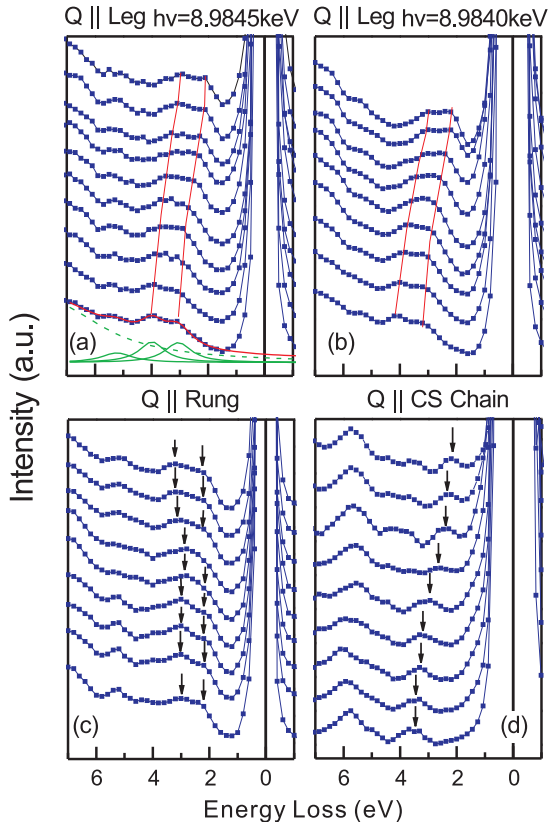 Q || Leg hν=8.9845keV
Q || Leg hν=8.9840keV
(a)
(b)
Q || Rung
Q || CS Chain
(c)
(d)
6 4 2 0
6 4 2 0
Energy Loss (eV)
Intensity (a.u.)